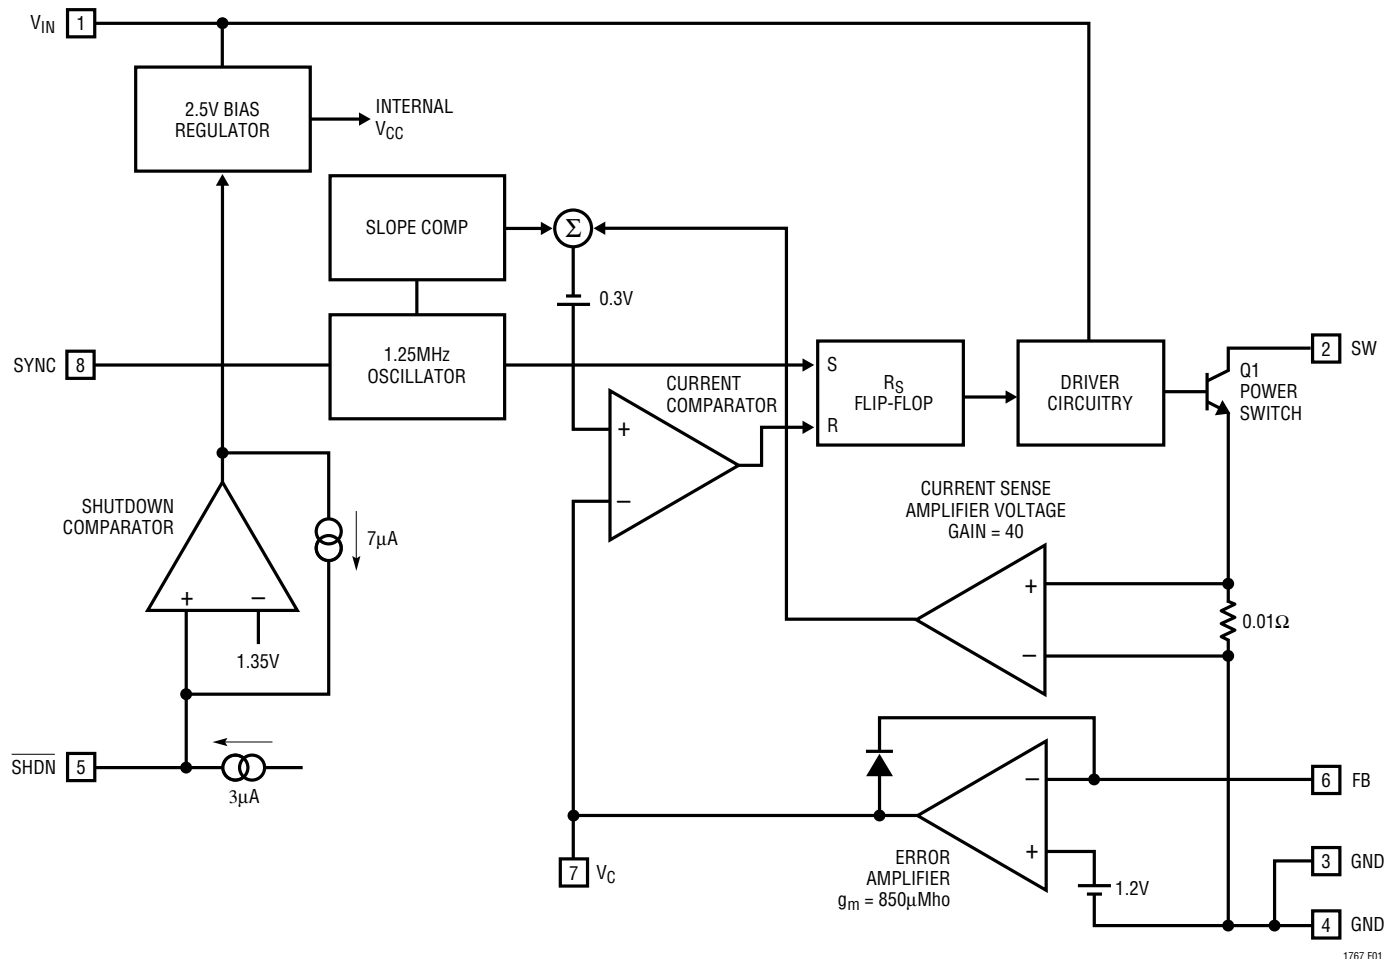 VIN 1
2.5V BIAS
REGULATOR
INTERNAL
VCC
SLOPE COMP
Σ
0.3V
SYNC 8
1.25MHz
OSCILLATOR
CURRENT
COMPARATOR
+
–
S
R
RS
FLIP-FLOP
DRIVER
CIRCUITRY
2 SW
Q1
POWER
SWITCH
SHUTDOWN
COMPARATOR
+ –
1.35V
7µA
CURRENT SENSE
AMPLIFIER VOLTAGE
GAIN = 40
+
–
0.01Ω
SHDN 5
3µA
–
+
6 FB
ERROR
AMPLIFIER
gm = 850µMho
1.2V
7 VC
3 GND
4 GND
1767 F01